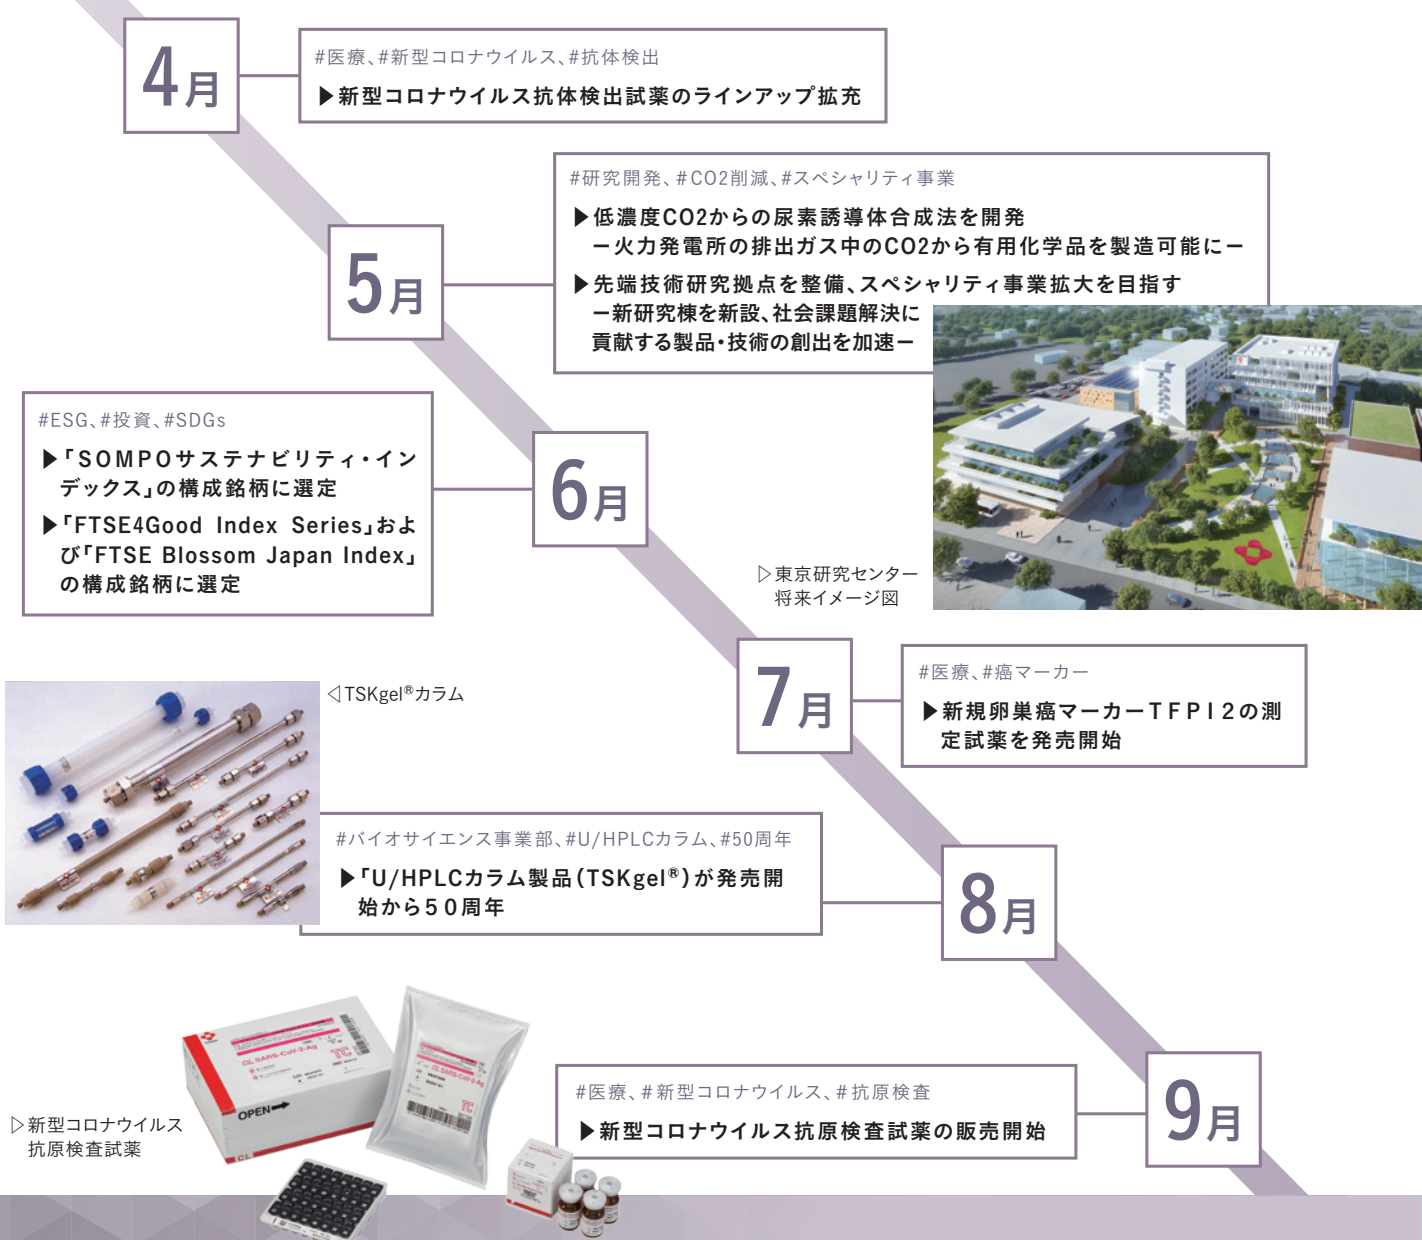 4月
#医療、#新型コロナウイルス、#抗体検出
▶新型コロナウイルス抗体検出試薬のラインアップ拡充
5月
#研究開発、#CO2削減、#スペシャリティ事業
▶低濃度CO2からの尿素誘導体合成法を開発
ー火力発電所の排出ガス中のCO2から有用化学品を製造可能にー
▶先端技術研究拠点を整備、スペシャリティ事業拡大を目指す
ー新研究棟を新設、社会課題解決に
貢献する製品・技術の創出を加速ー
▷東京研究センター
将来イメージ図
6月
#ESG、#投資、#SDGs
▶「SOMPOサステナビリティ・イン
デックス」の構成銘柄に選定
▶「FTSE4Good Index Series」およ
び「FTSE Blossom Japan Index」
の構成銘柄に選定
7月
#医療、#癌マーカー
▶新規卵巣癌マーカーTFPI2の測
定試薬を発売開始
◁TSKgel®カラム
8月
#バイオサイエンス事業部、#U/HPLCカラム、#50周年
▶「U/HPLCカラム製品(TSKgel®)が発売開
始から50周年
9月
#医療、#新型コロナウイルス、#抗原検査
▶新型コロナウイルス抗原検査試薬の販売開始
▷新型コロナウイルス
抗原検査試薬
CL SARS-CoV-2-Ag
TC
OPEN
CL
CL SARS-CoV-2-Ag
TC